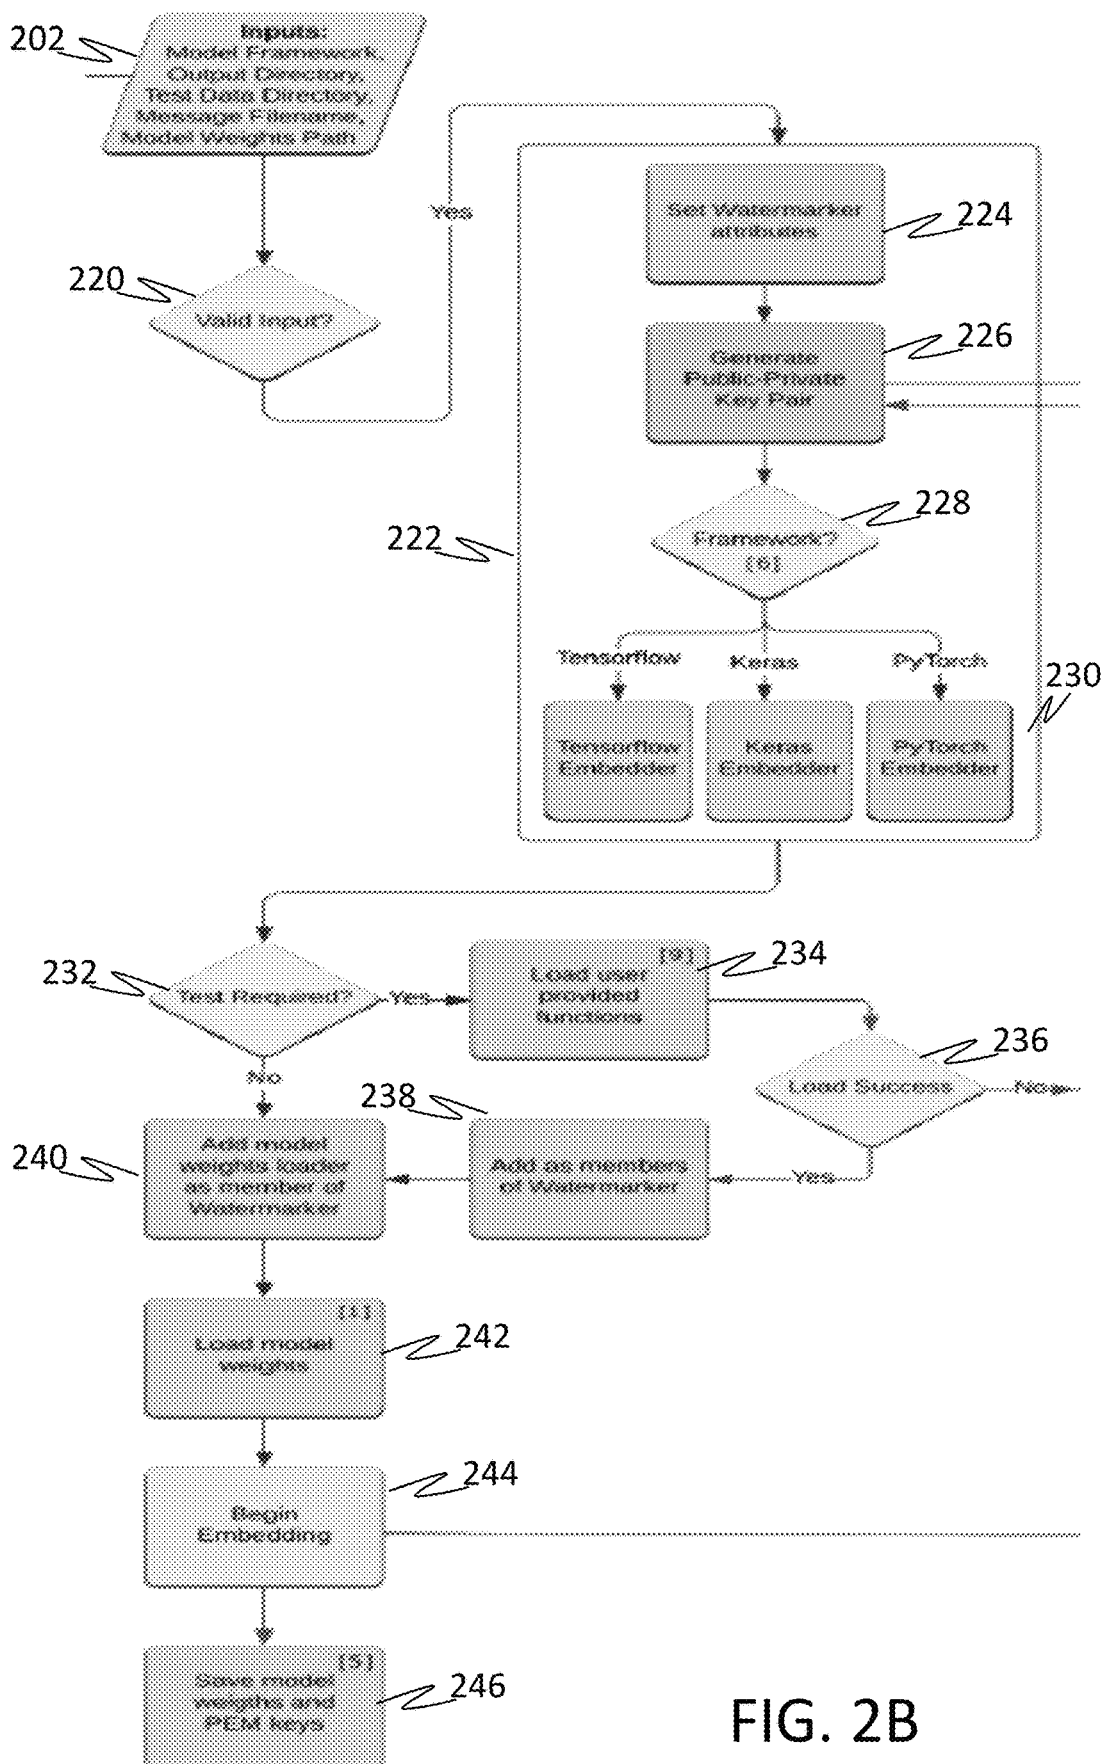 202
Inputs:
Model Framework,
Output Directory,
Test Data Directory,
Message Filename,
Model Weights Path
Yes
220
Valid Input?
222
Set Watermarker
attributes
224
Generate
Public-Private
Key Pair
226
Framework?
[6]
228
Tensorflow
Keras
PyTorch
230
Tensorflow
Embedder
Keras
Embedder
PyTorch
Embedder
232
Test Required?
Yes
No
[9]
Load user
provided
functions
234
236
Load Success
No
Yes
238
Add as members
of Watermarker
240
Add model
weights loader
as member of
Watermarker
[1]
Load model
weights
242
Begin
Embedding
244
[5]
Save model
weigths and
PEM keys
246
FIG. 2B